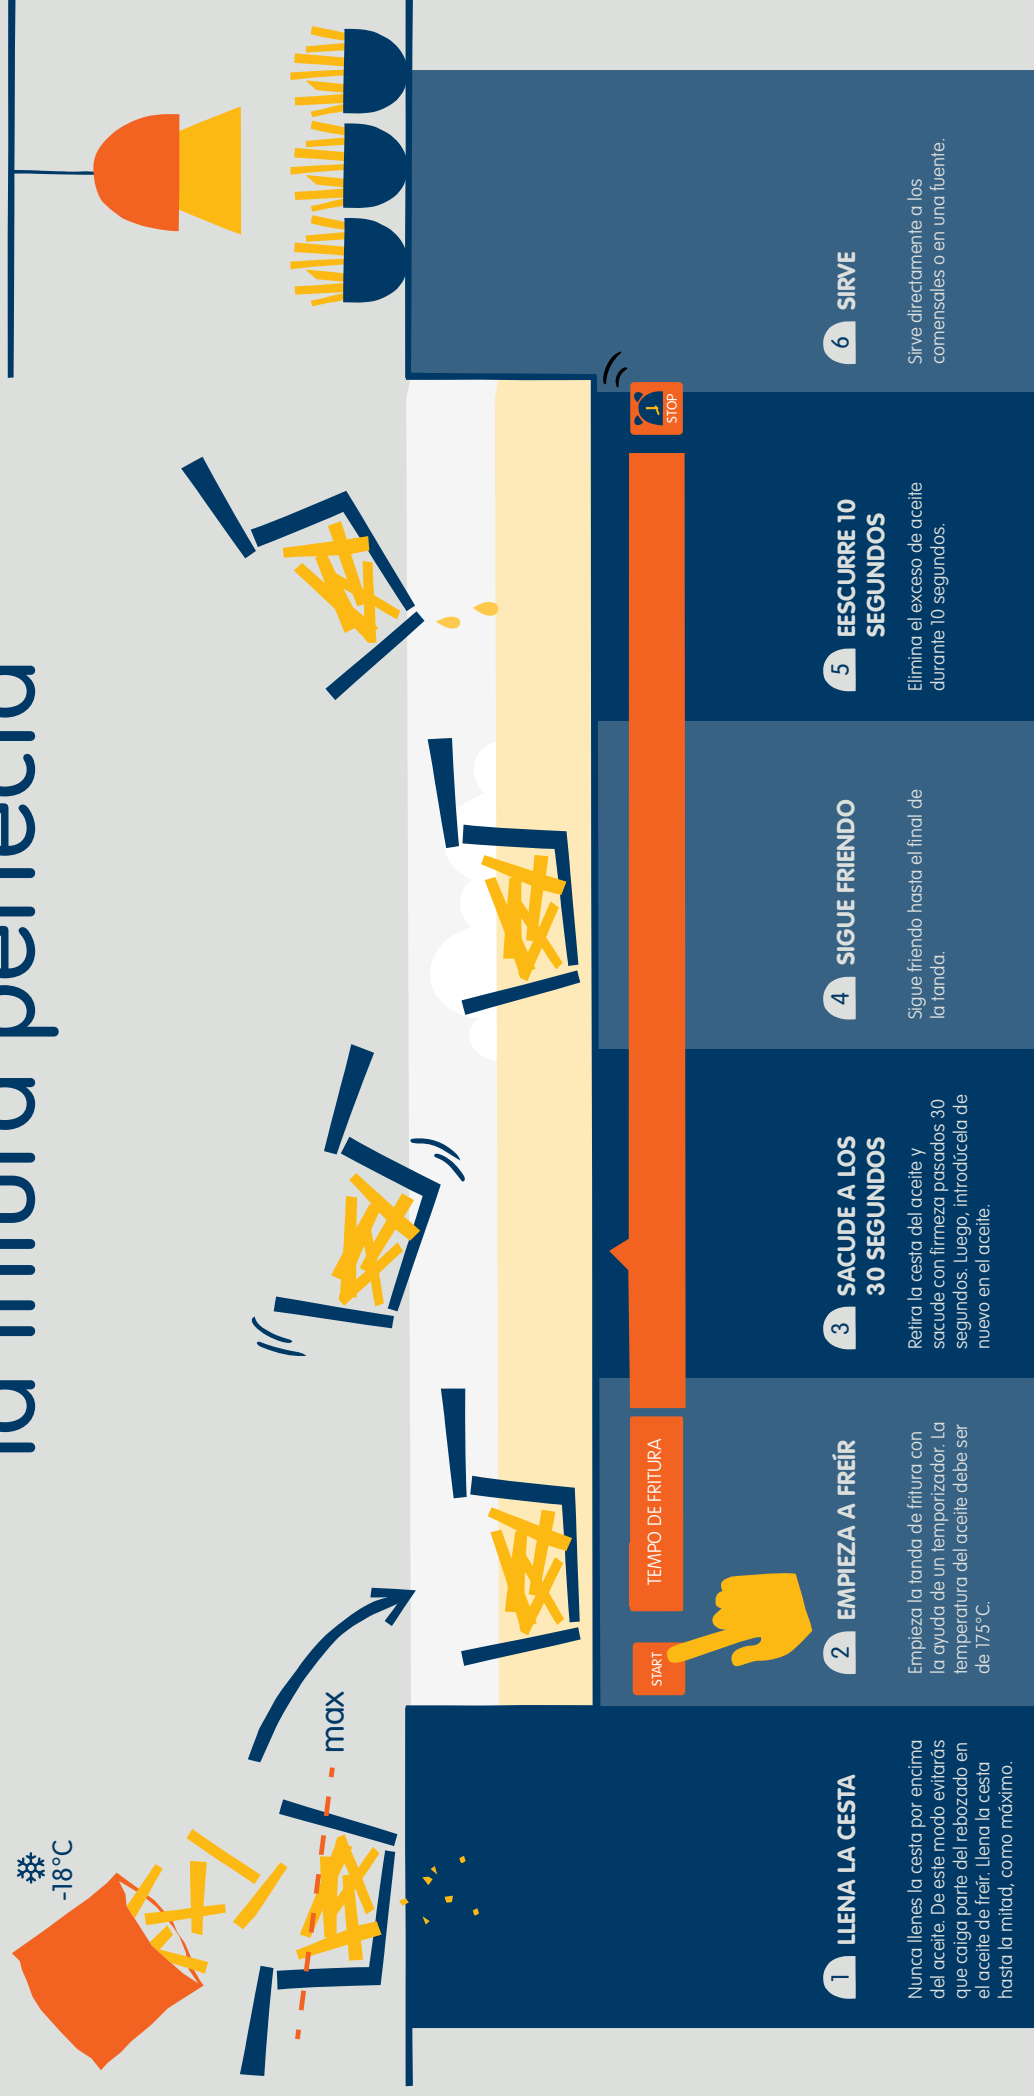 la fritura perfecta
-18°C
max
START
TEMPO DE FRITURA
STOP
1 LLENA LA CESTA
Nunca llenes la cesta por encima
del aceite. De este modo evitarás
que caiga parte del rebozado en
el aceite de freír. Llena la cesta
hasta la mitad, como máximo.
2 EMPIEZA A FREÍR
Empieza la tanda de fritura con
la ayuda de un temporizador. La
temperatura del aceite debe ser
de 175°C.
3 SACUDE A LOS
30 SEGUNDOS
Retira la cesta del aceite y
sacude con firmeza pasados 30
segundos. Luego, introdúcela de
nuevo en el aceite.
4 SIGUE FRIENDO
Sigue friendo hasta el final de
la tanda.
5 EESCURRE 10
SEGUNDOS
Elimina el exceso de aceite
durante 10 segundos.
6 SIRVE
Sirve directamente a los
comensales o en una fuente.